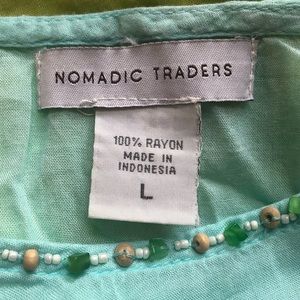 NOMADIC TRADERS
100% RAYON
MADE IN
INDONESIA
L